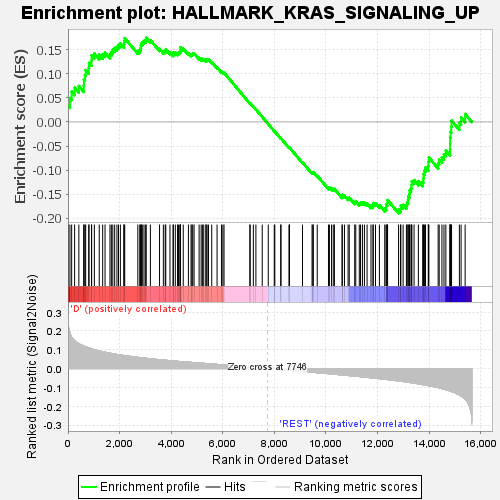 Enrichment plot: HALLMARK_KRAS_SIGNALING_UP
Enrichment score (ES)
0.15
0.10
0.05
0.00
-0.05
-0.10
-0.15
-0.20
'D' (positively correlated)
Ranked list metric (Signal2Noise)
0.3
0.2
0.1
0.0
-0.1
-0.2
-0.3
Zero cross at 7746
'REST' (negatively correlated)
0
2,000
4,000
6,000
8,000
10,000
12,000
14,000
16,000
Rank in Ordered Dataset
Enrichment profile
Hits
Ranking metric scores